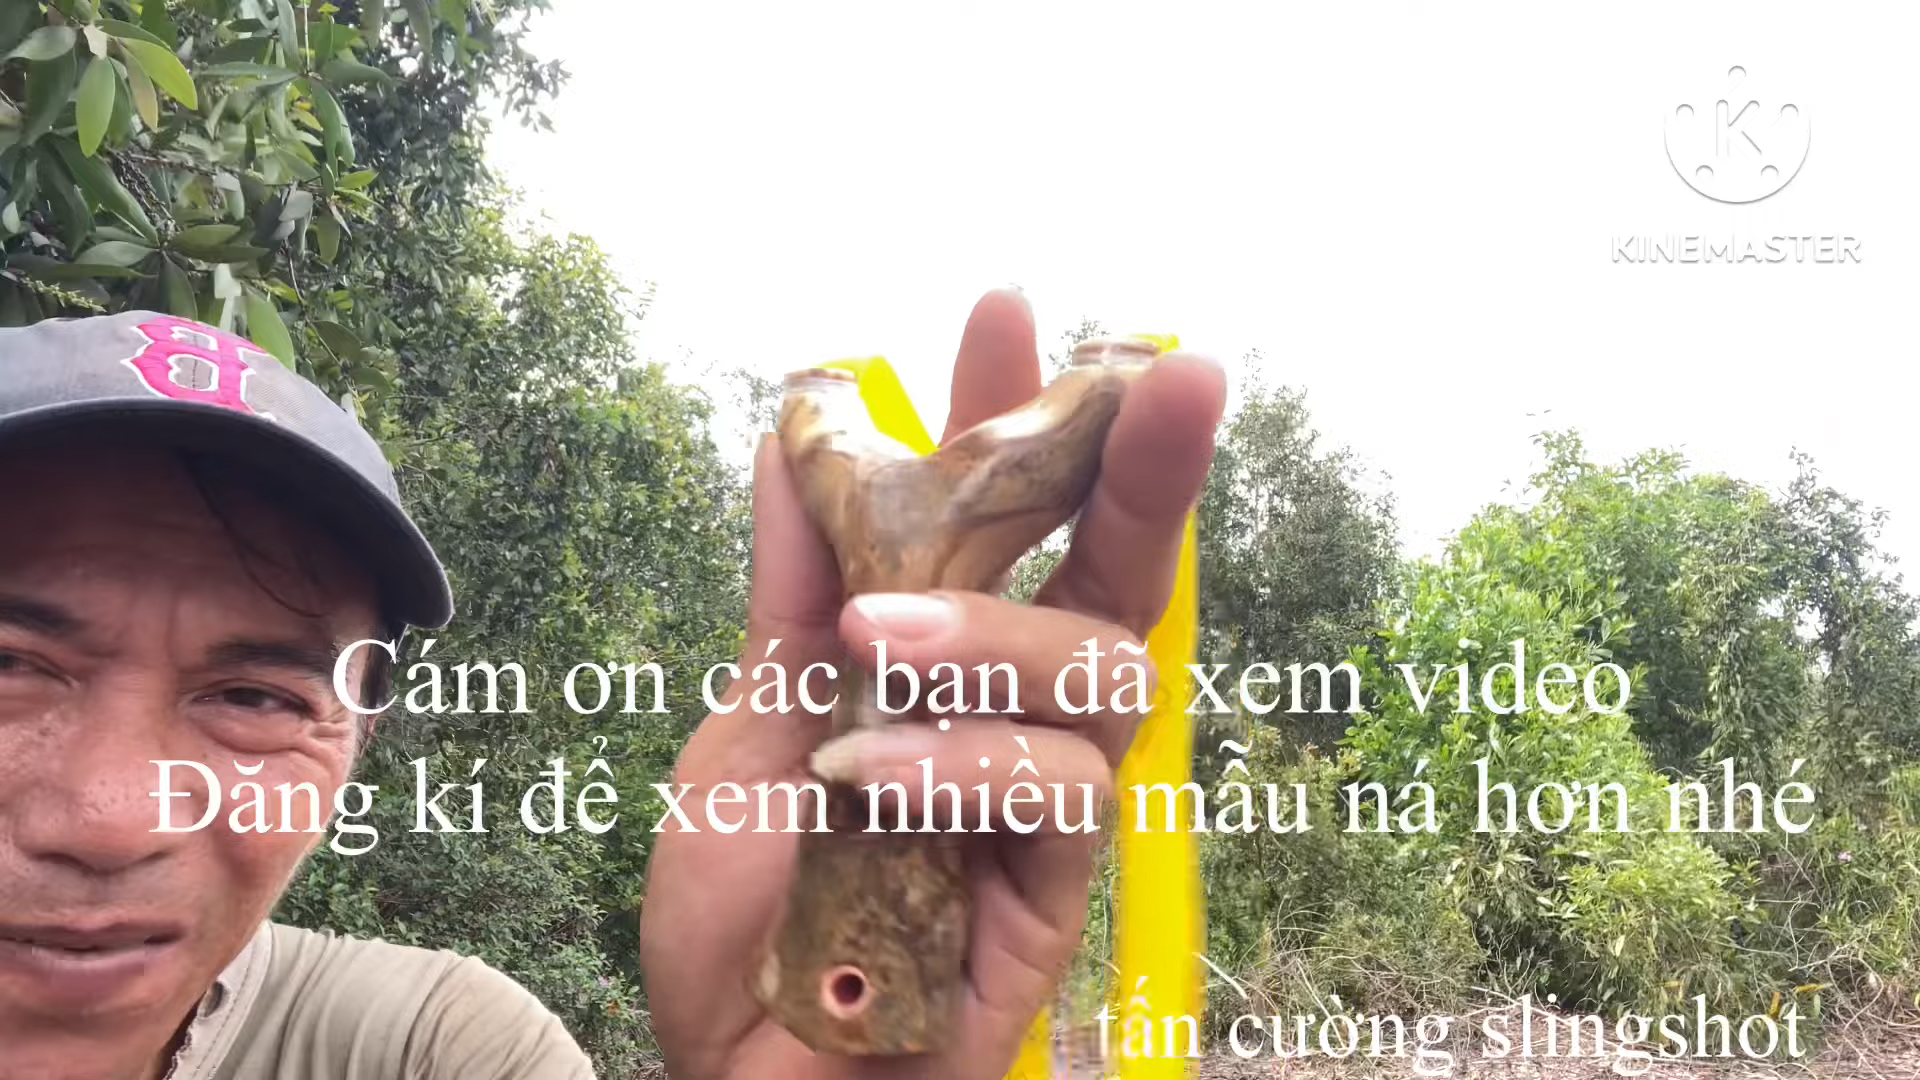 B
KINEMASTER
Cám ơn các bạn đã xem video
Đăng kí để xem nhiều mẫu ná hơn nhé
tấn cường slingshot